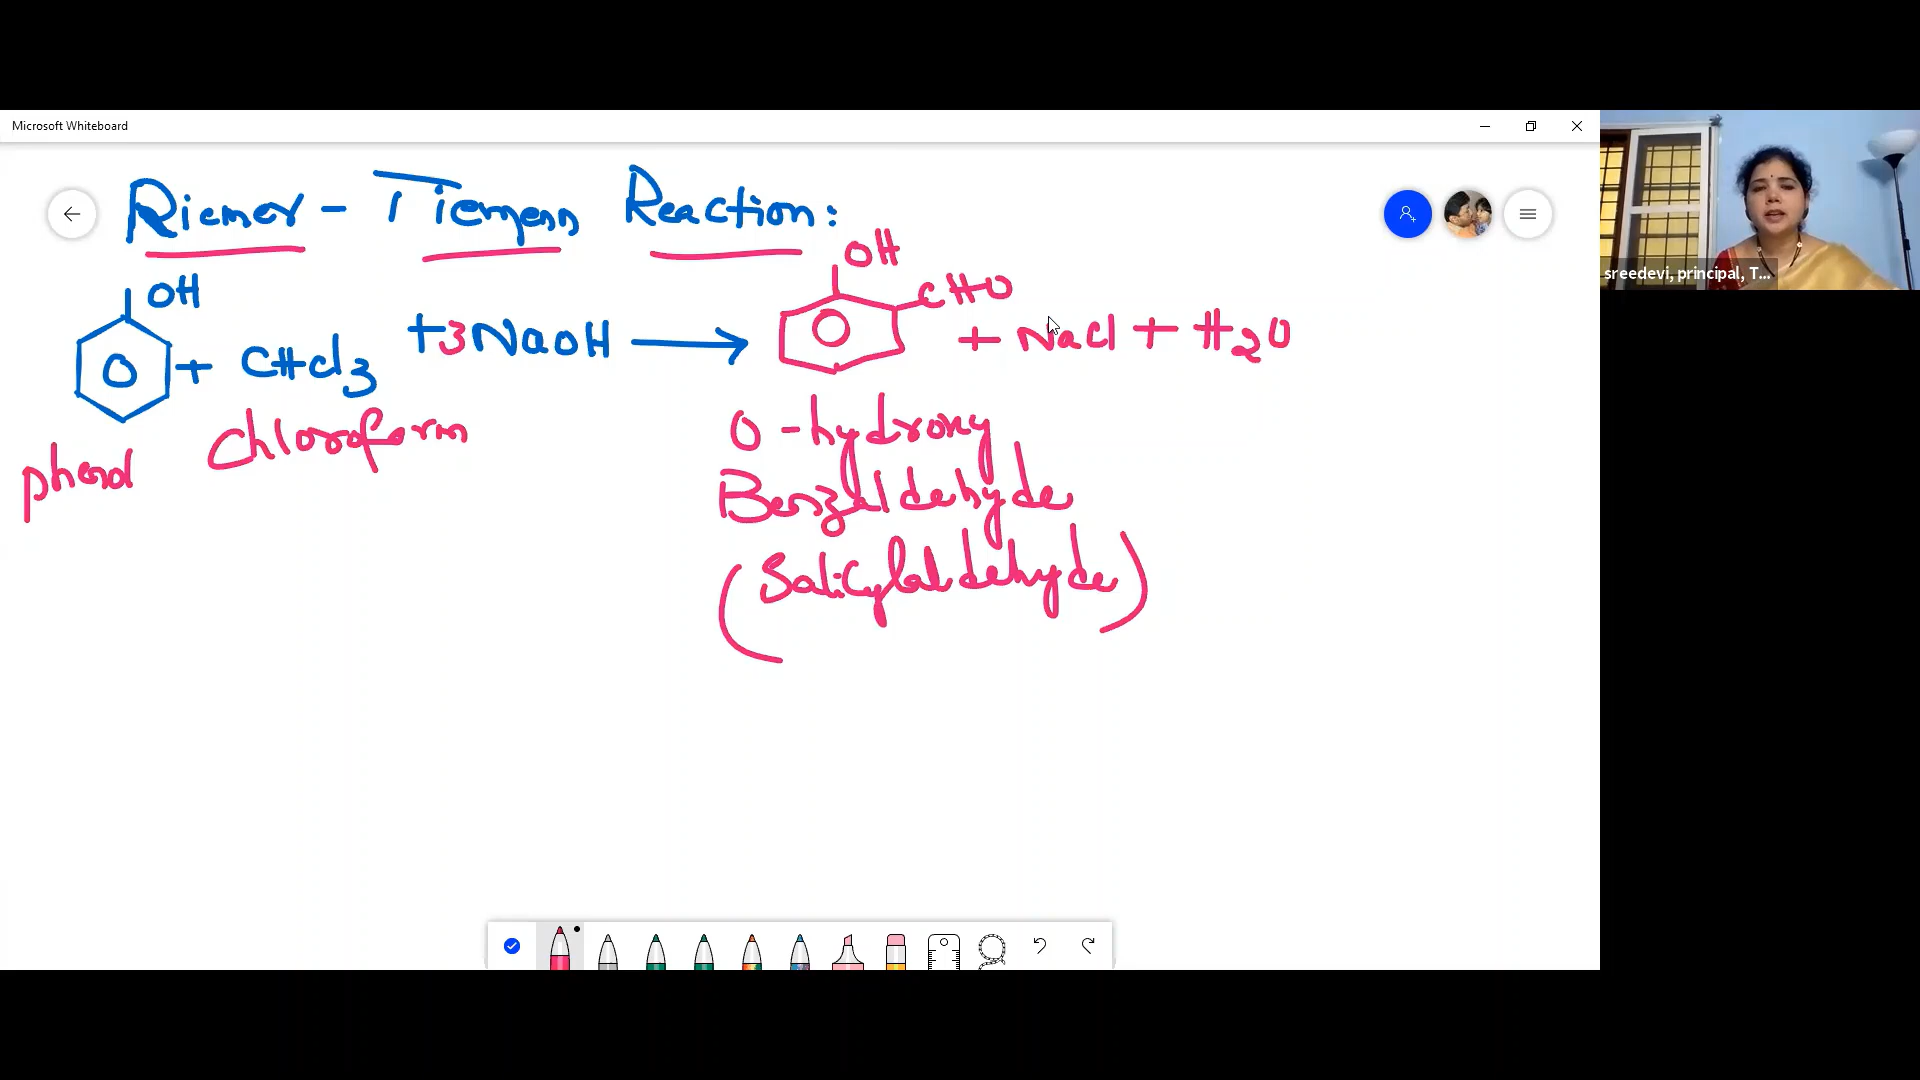 Microsoft Whiteboard
Riemer - Tiemann Reaction:
OH
+ CHCl3 +3NaOH
OH
CHO
+ NaCl + H2O
phenol
chloroform
O-hydroxy
Benzaldehyde
(Salicylaldehyde)
sreedevi, principal, T...